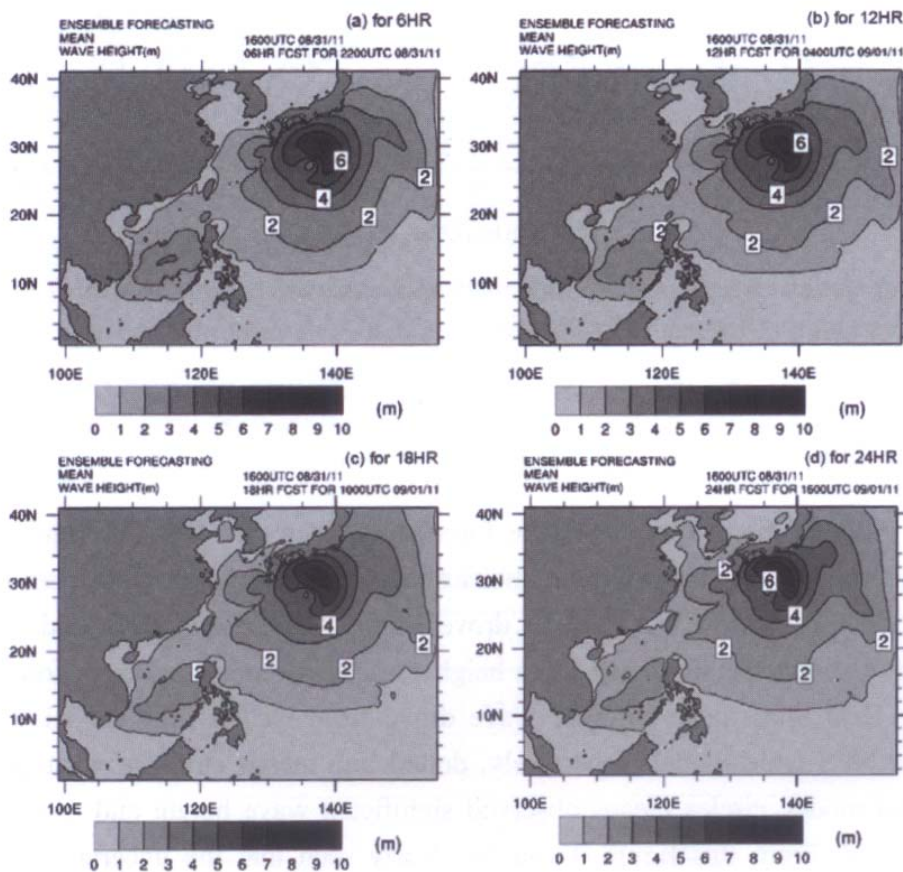 ENSEMBLE FORECASTING (a) for 6HR
MEAN 1600UTC 08/31/11
WAVE HEIGHT(m) 06HR FCST FOR 2200UTC 08/31/11
40N
30N
20N
10N
6
4
2
2
2
100E 120E 140E
0 1 2 3 4 5 6 7 8 9 10 (m)
ENSEMBLE FORECASTING (b) for 12HR
MEAN 1600UTC 08/31/11
WAVE HEIGHT(m) 12HR FCST FOR 0400UTC 09/01/11
40N
30N
20N
10N
6
2
4
2
2
2
100E 120E 140E
0 1 2 3 4 5 6 7 8 9 10 (m)
ENSEMBLE FORECASTING (c) for 18HR
MEAN 1600UTC 08/31/11
WAVE HEIGHT(m) 18HR FCST FOR 1000UTC 09/01/11
40N
30N
20N
10N
4
2
2
2
2
100E 120E 140E
0 1 2 3 4 5 6 7 8 9 10 (m)
ENSEMBLE FORECASTING (d) for 24HR
MEAN 1600UTC 08/31/11
WAVE HEIGHT(m) 24HR FCST FOR 1600UTC 09/01/11
40N
30N
20N
10N
2
6
4
2
2
2
100E 120E 140E
0 1 2 3 4 5 6 7 8 9 10 (m)